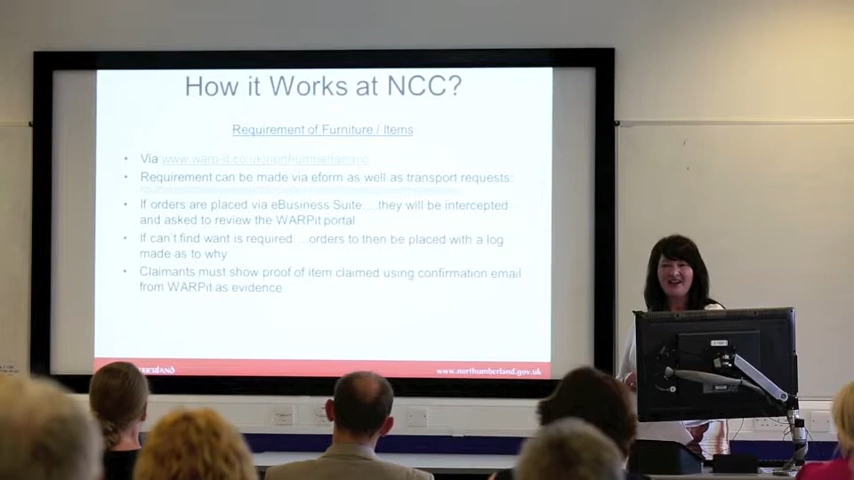 How it Works at NCC?
Requirement of Furniture / Items
• Via www.warp-it.co.uk/northumberland
• Requirement can be made via eform as well as transport requests:
• If orders are placed via eBusiness Suite....they will be intercepted
and asked to review the WARPit portal
• If can't find want is required....orders to then be placed with a log
made as to why
• Claimants must show proof of item claimed using confirmation email
from WARPit as evidence
www.northumberland.gov.uk